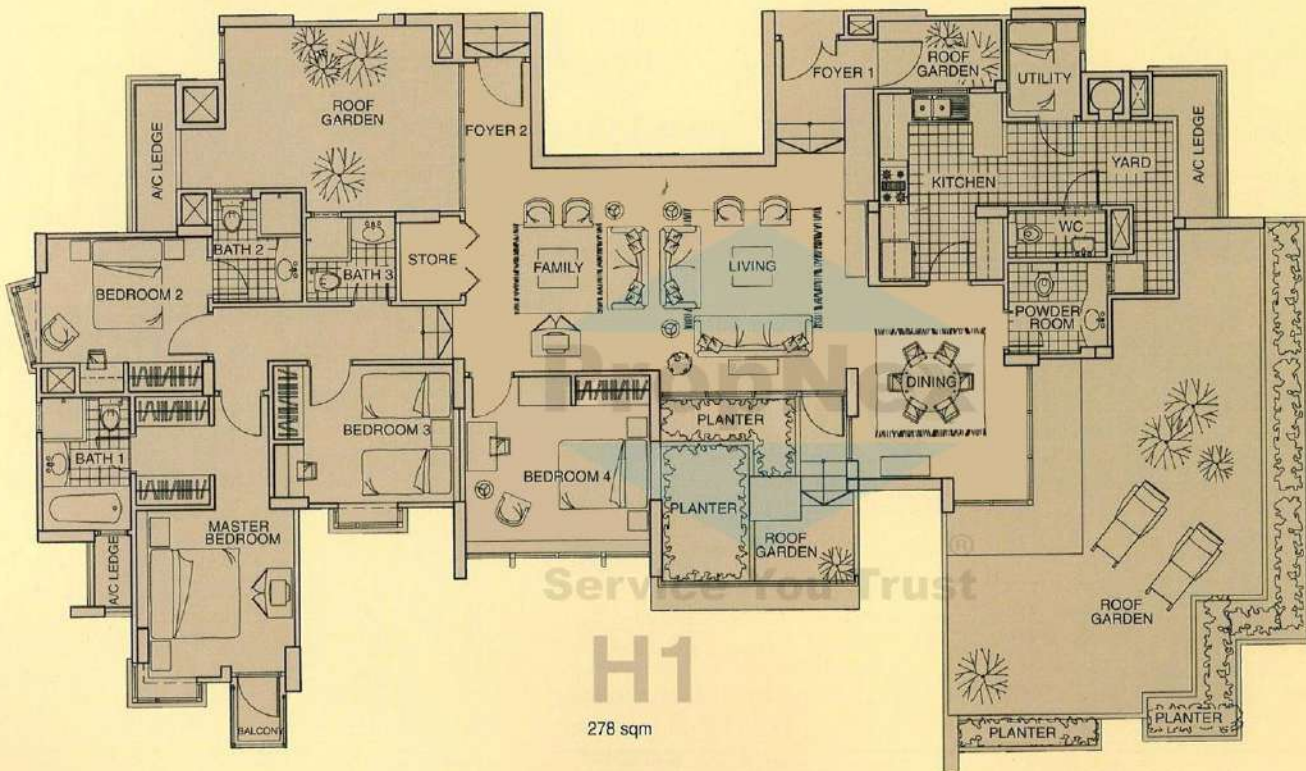 ROOF
GARDEN
FOYER 2
A/C LEDGE
FOYER 1
ROOF
GARDEN
UTILITY
A/C LEDGE
YARD
KITCHEN
WC
BATH 2
BATH 3
STORE
FAMILY
LIVING
BEDROOM 2
POWDER
ROOM
DINING
PropNex
PLANTER
BEDROOM 3
BATH 1
BEDROOM 4
PLANTER
MASTER
BEDROOM
ROOF
GARDEN
A/C LEDGE
®
Service You Trust
ROOF
GARDEN
H1
278 sqm
BALCONY
PLANTER
PLANTER